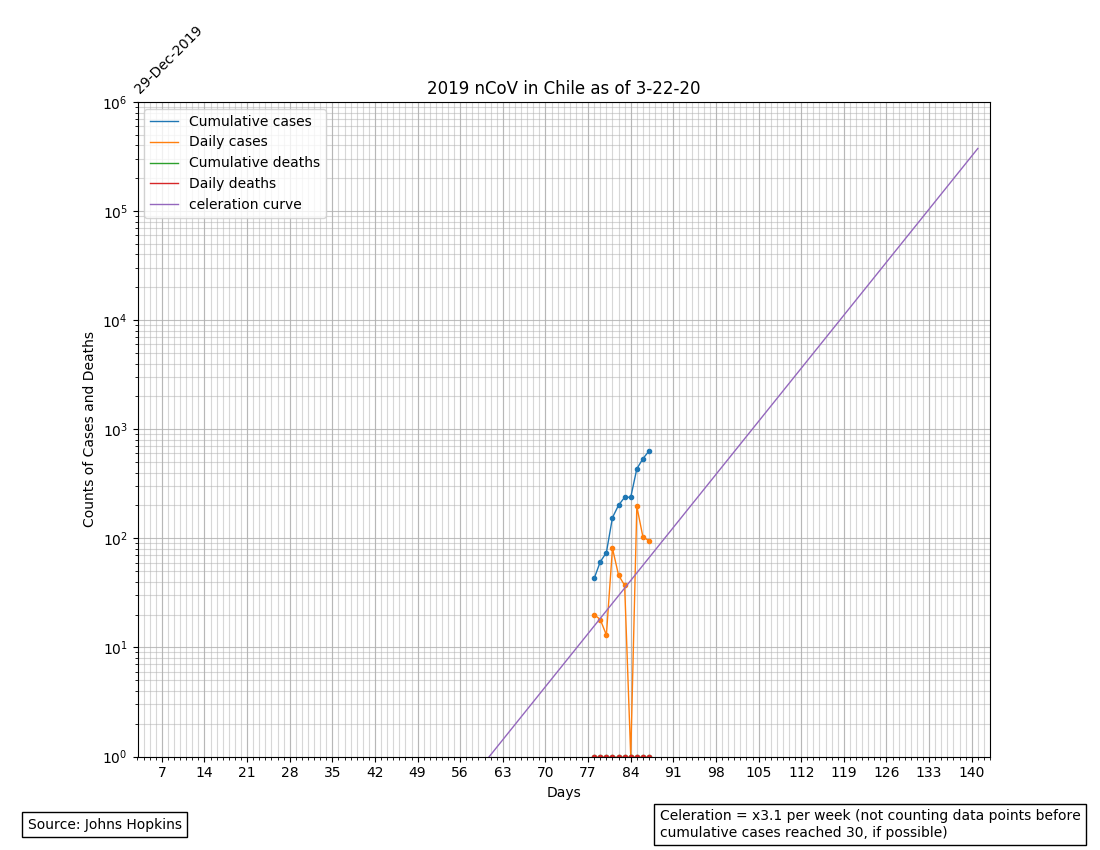 29-Dec-2019
2019 nCoV in Chile as of 3-22-20
Cumulative cases
Daily cases
Cumulative deaths
Daily deaths
celeration curve
10^6
10^5
10^4
10^3
10^2
10^1
10^0
Counts of Cases and Deaths
7 14 21 28 35 42 49 56 63 70 77 84 91 98 105 112 119 126 133 140
Days
Source: Johns Hopkins
Celeration = x3.1 per week (not counting data points before
cumulative cases reached 30, if possible)